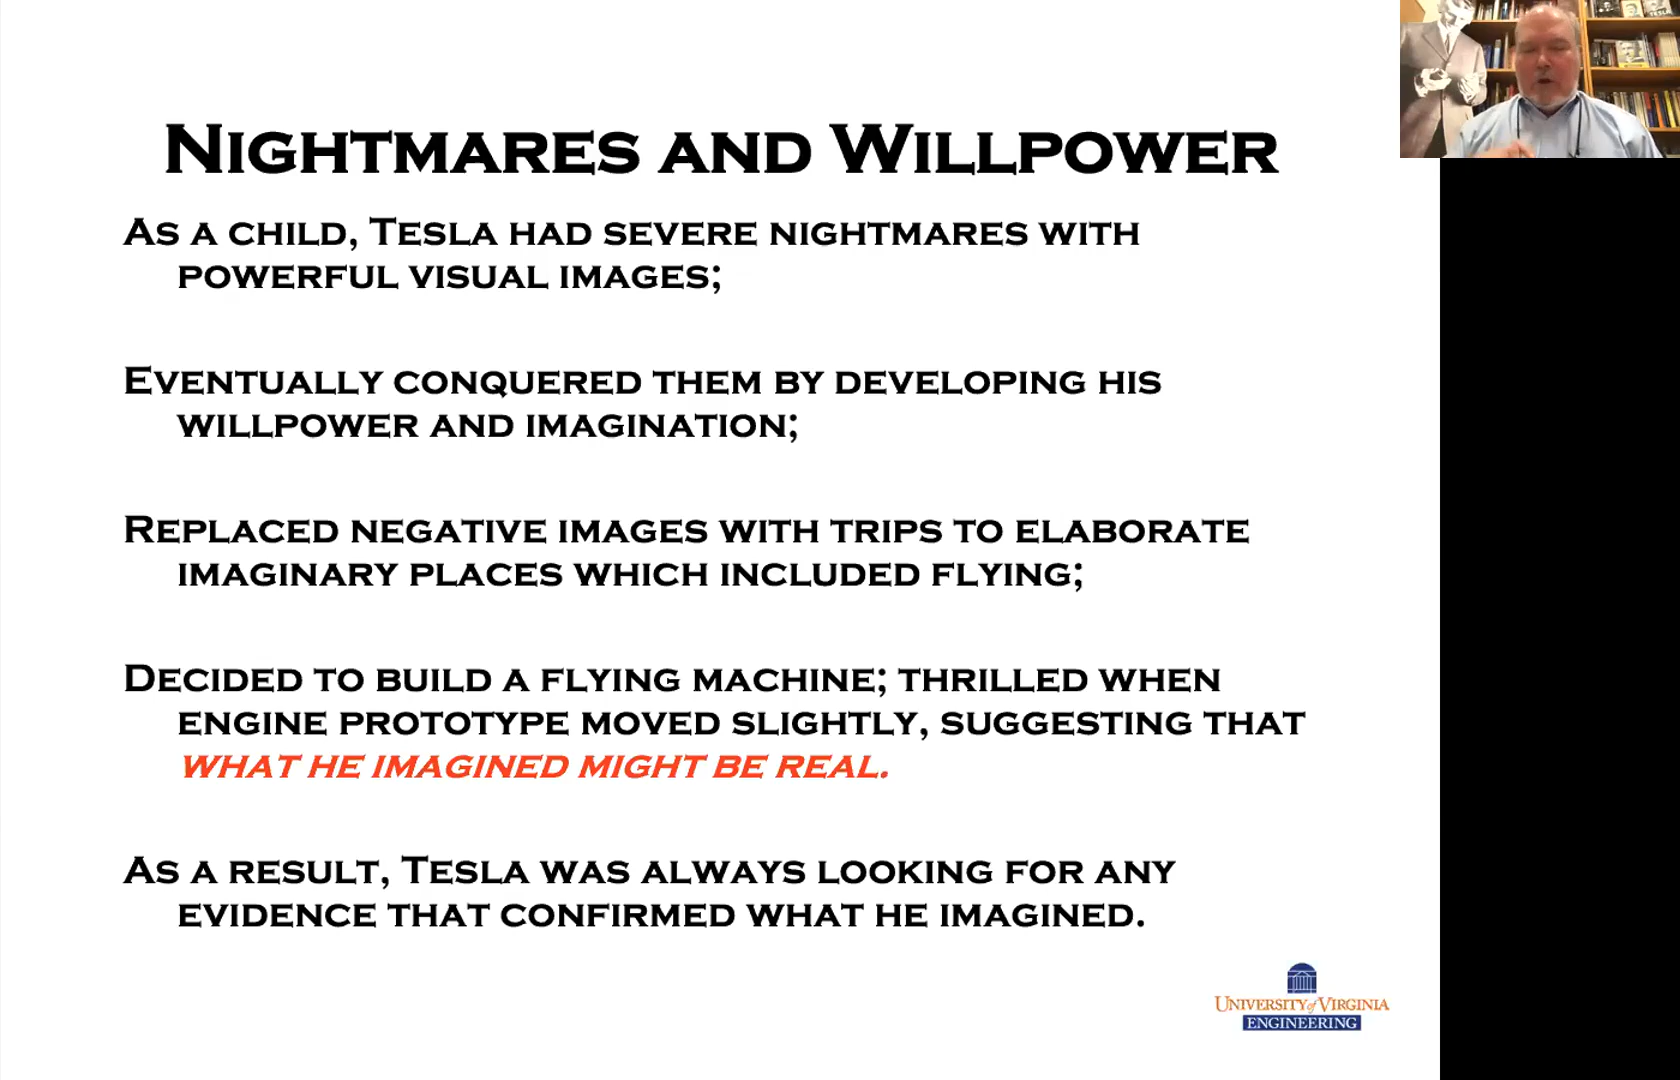 Nightmares and Willpower
As a child, Tesla had severe nightmares with
powerful visual images;
Eventually conquered them by developing his
willpower and imagination;
Replaced negative images with trips to elaborate
imaginary places which included flying;
Decided to build a flying machine; thrilled when
engine prototype moved slightly, suggesting that
what he imagined might be real.
As a result, Tesla was always looking for any
evidence that confirmed what he imagined.
University of Virginia
ENGINEERING